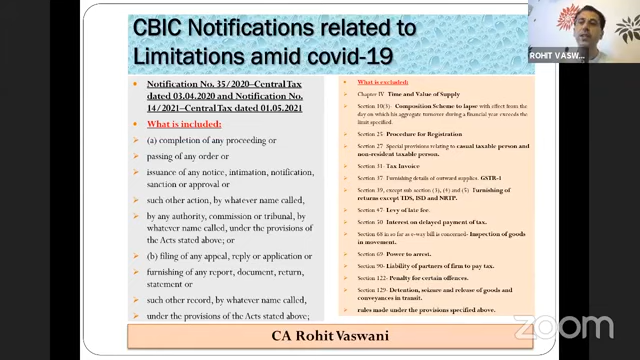 CBIC Notifications related to
Limitations amid covid-19
Notification No. 35/2020-Central Tax
dated 03.04.2020 and Notification No.
14/2021-Central Tax dated 01.05.2021
What is included:
(a) completion of any proceeding or
passing of any order or
issuance of any notice, intimation, notification,
sanction or approval or
such other action, by whatever name called,
by any authority, commission or tribunal, by
whatever name called, under the provisions of
the Acts stated above; or
(b) filing of any appeal, reply or application or
furnishing of any report, document, return,
statement or
such other record, by whatever name called,
under the provisions of the Act stated above;
What is excluded:
Chapter IV Time and Value of Supply
Section 10(3) - Composition Scheme to lapse with effect from
the day on which his aggregate turnover during a financial year exceeds the
limit specified.
Section 25 Procedure for Registration
Section 27 Special provisions relating to casual taxable person and
non-resident taxable person.
Section 31- Tax Invoice
Section 37 Furnishing details of outward supplies. GSTR-1
Section 39, except sub section (3), (4) and (5) Furnishing of
returns except TDS, ISD and NRTP.
Section 47- Levy of late fee.
Section 50 Interest on delayed payment of tax.
Section 68 in so far as e-way bill is concerned- Inspection of goods
in movement.
Section 69 Power to arrest.
Section 90- Liability of partners of firm to pay tax.
Section 122- Penalty for certain offences.
Section 129- Detention, seizure and release of goods and
conveyances in transit.
rules made under the provisions specified above.
CA Rohit Vaswani
ROHIT VASW...
zoom